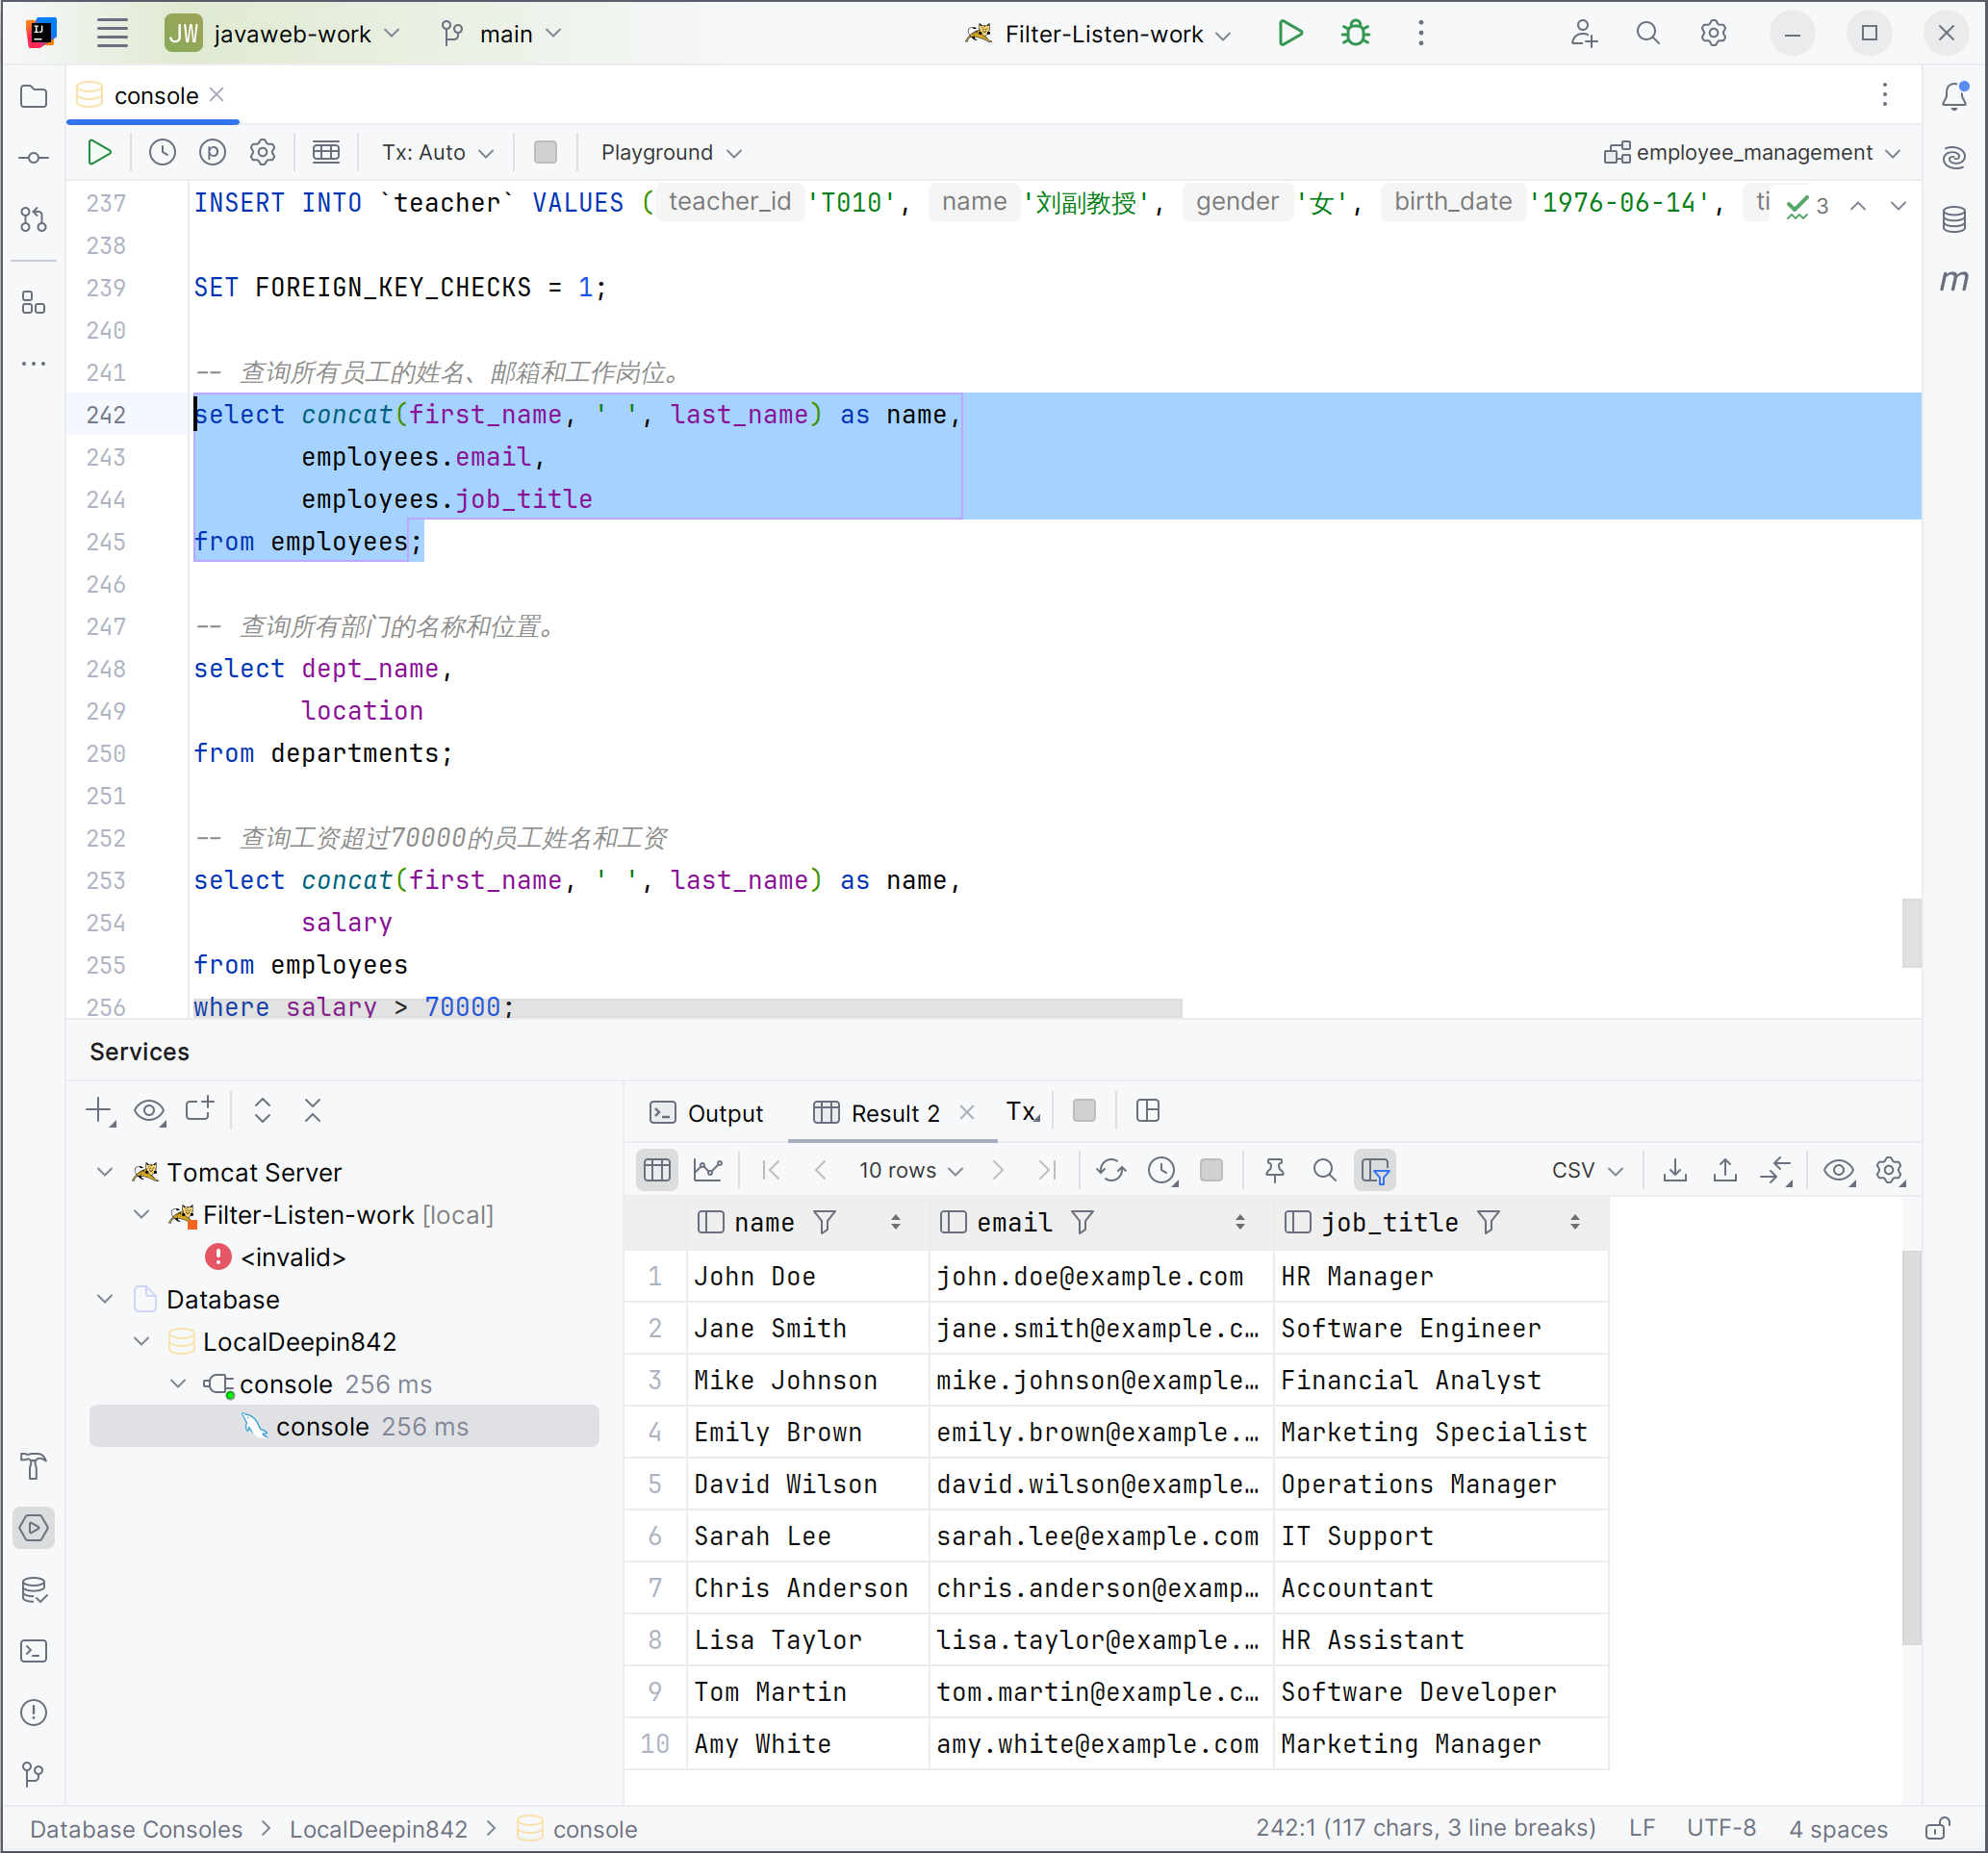 JW javaweb-work main Filter-Listen-work
console
Tx: Auto Playground employee_management
237 INSERT INTO `teacher` VALUES ( teacher_id 'T010', name '刘副教授', gender '女', birth_date '1976-06-14', ti 3
238
239 SET FOREIGN_KEY_CHECKS = 1;
240
241 -- 查询所有员工的姓名、邮箱和工作岗位。
242 select concat(first_name, ' ', last_name) as name,
243 employees.email,
244 employees.job_title
245 from employees;
246
247 -- 查询所有部门的名称和位置。
248 select dept_name,
249 location
250 from departments;
251
252 -- 查询工资超过70000的员工姓名和工资
253 select concat(first_name, ' ', last_name) as name,
254 salary
255 from employees
256 where salary > 70000;
Services
Output Result 2 Tx
10 rows CSV
Tomcat Server
Filter-Listen-work [local]
<invalid>
Database
LocalDeepin842
console 256 ms
console 256 ms
name email job_title
1 John Doe john.doe@example.com HR Manager
2 Jane Smith jane.smith@example.c… Software Engineer
3 Mike Johnson mike.johnson@example… Financial Analyst
4 Emily Brown emily.brown@example.… Marketing Specialist
5 David Wilson david.wilson@example… Operations Manager
6 Sarah Lee sarah.lee@example.com IT Support
7 Chris Anderson chris.anderson@examp… Accountant
8 Lisa Taylor lisa.taylor@example.… HR Assistant
9 Tom Martin tom.martin@example.c… Software Developer
10 Amy White amy.white@example.com Marketing Manager
Database Consoles > LocalDeepin842 > console 242:1 (117 chars, 3 line breaks) LF UTF-8 4 spaces